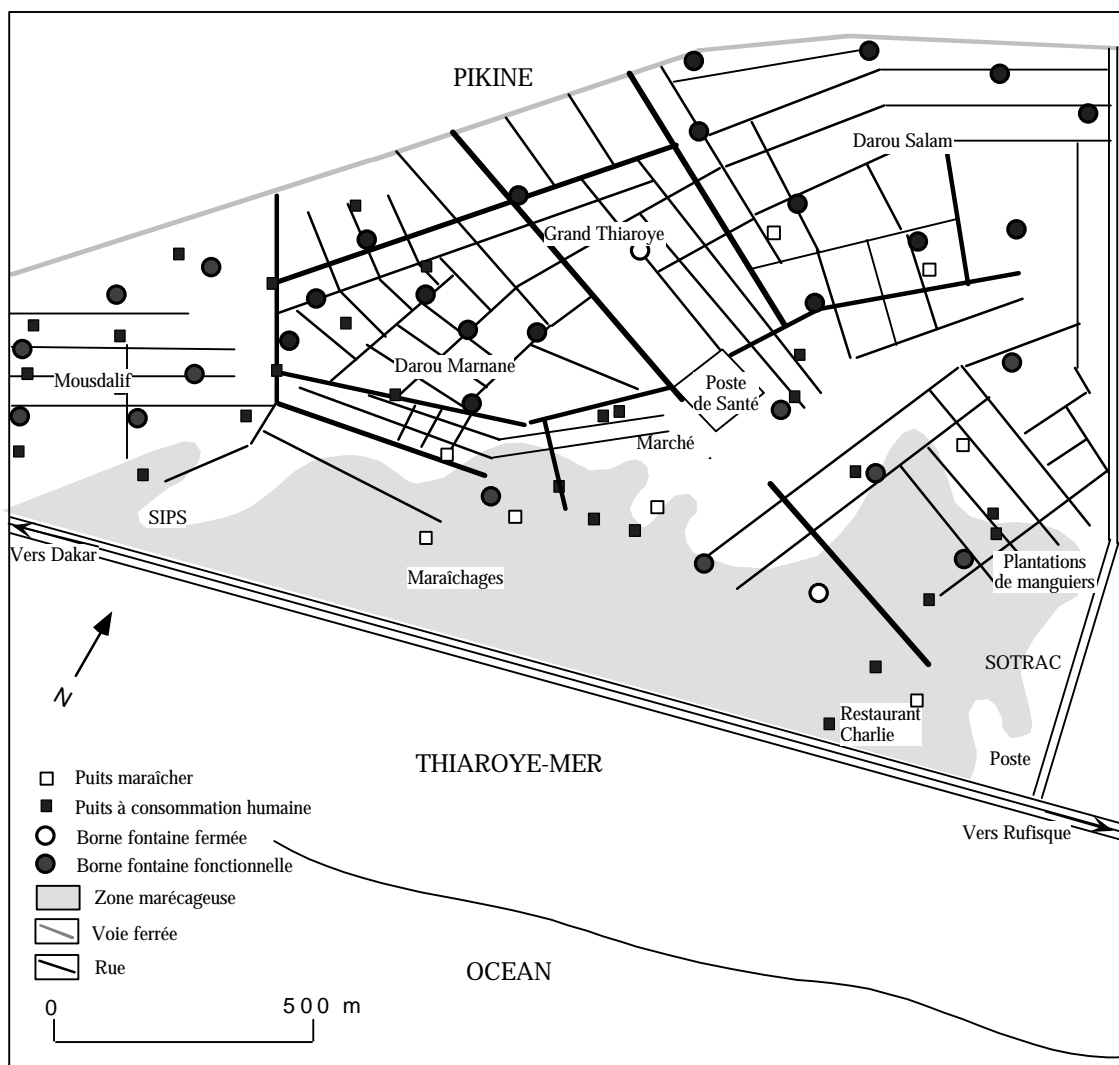 PIKINE
Darou Salam
Grand Thiaroye
Darou Marnane
Mousdalif
Poste
de Santé
Marché
SIPS
Vers Dakar
Maraîchages
Plantations
de manguiers
N
SOTRAC
Restaurant
Charlie
Poste
THIAROYE-MER
Vers Rufisque
Puits maraîcher
Puits à consommation humaine
Borne fontaine fermée
Borne fontaine fonctionnelle
Zone marécageuse
Voie ferrée
Rue
OCEAN
0 500 m